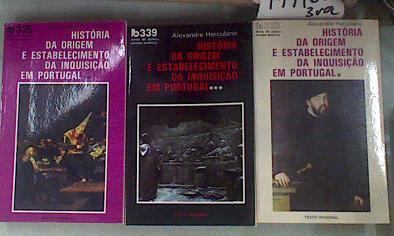 3vol
fb335
HISTÓRIA
DA ORIGEM
E ESTABELECIMENTO
DA INQUISIÇÃO
EM PORTUGAL
fb339
Alexandre Herculano
HISTÓRIA
DA ORIGEM
E ESTABELECIMENTO
DA INQUISIÇÃO
EM PORTUGAL***
Alexandre Herculano
HISTÓRIA
DA ORIGEM
E ESTABELECIMENTO
DA INQUISIÇÃO
EM PORTUGAL*
TEXTO INTEGRAL